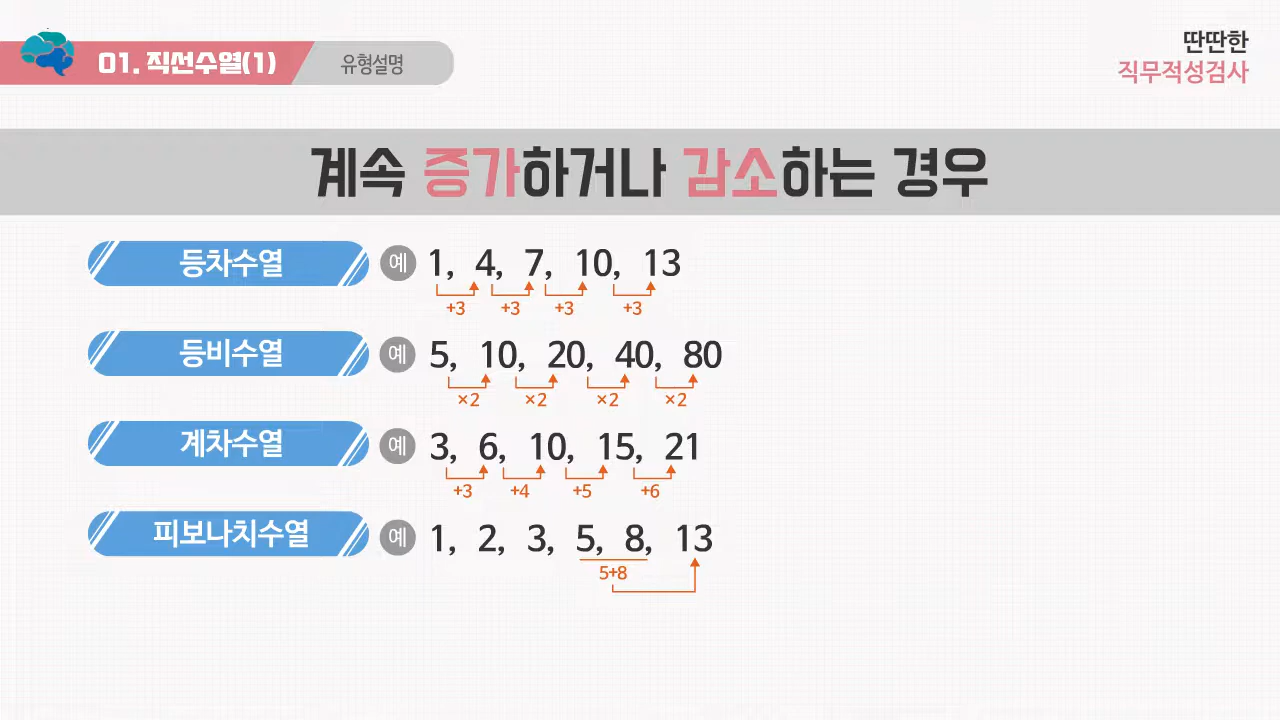 01. 직선수열(1) 유형설명
딴딴한
직무적성검사
계속 증가하거나 감소하는 경우
등차수열 예 1, 4, 7, 10, 13
+3 +3 +3 +3
등비수열 예 5, 10, 20, 40, 80
×2 ×2 ×2 ×2
계차수열 예 3, 6, 10, 15, 21
+3 +4 +5 +6
피보나치수열 예 1, 2, 3, 5, 8, 13
5+8